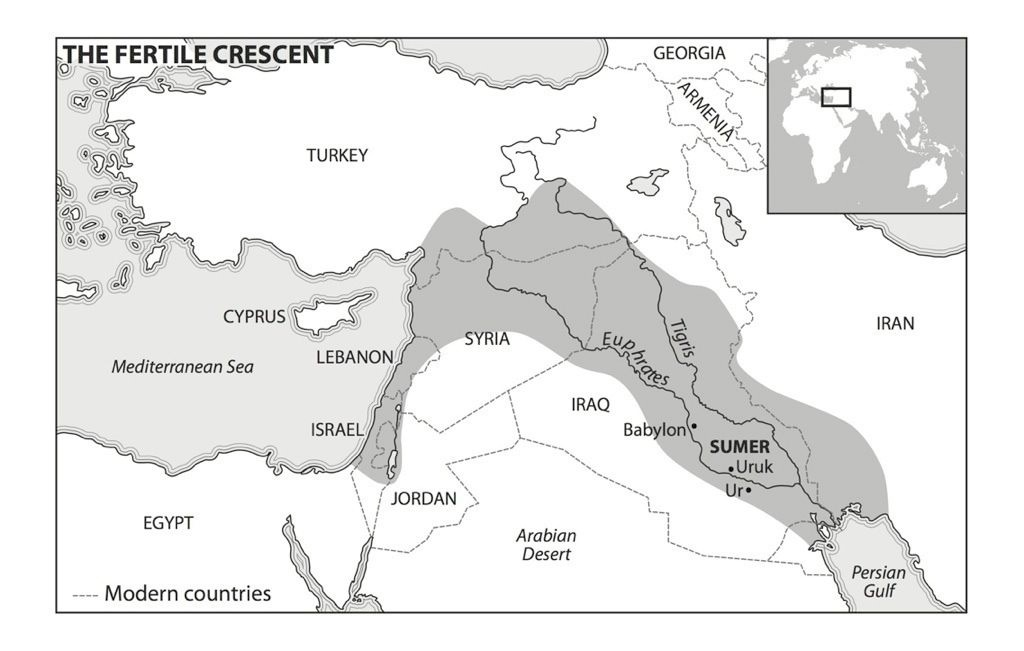 THE FERTILE CRESCENT
GEORGIA
ARMENIA
TURKEY
CYPRUS
IRAN
LEBANON
SYRIA
Tigris
Euphrates
Mediterranean Sea
IRAQ
ISRAEL
Babylon
SUMER
Uruk
Ur
JORDAN
EGYPT
Arabian
Desert
Persian
Gulf
Modern countries